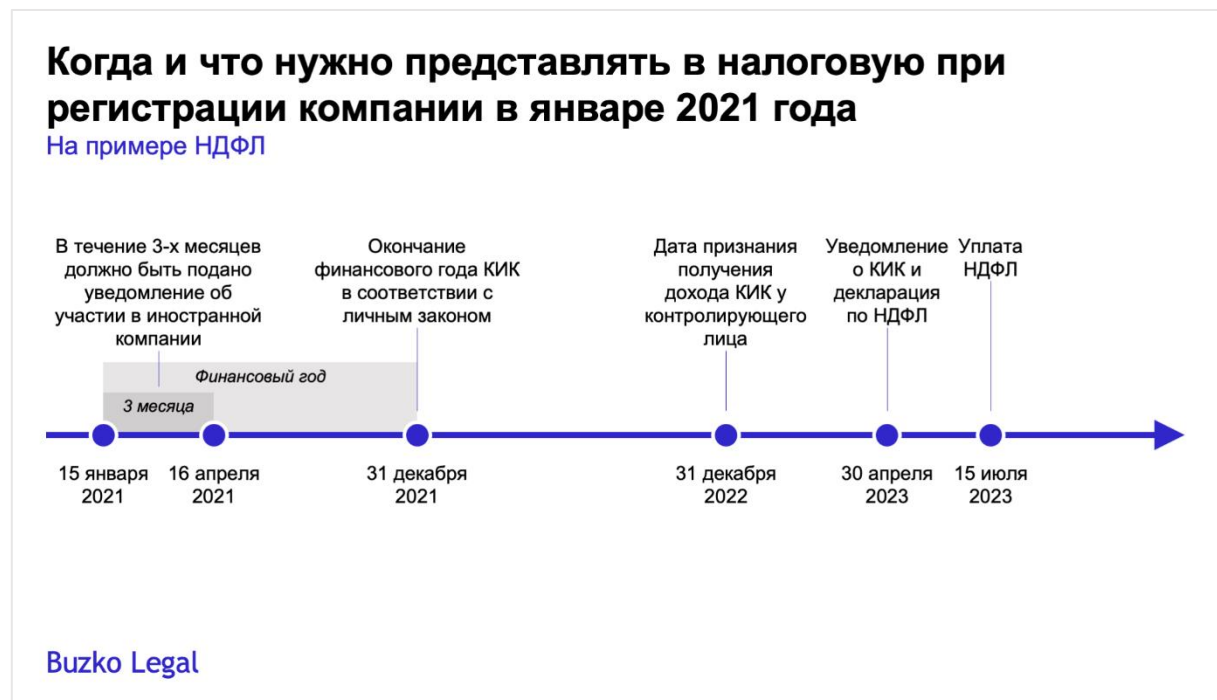 Когда и что нужно представлять в налоговую при
регистрации компании в январе 2021 года
На примере НДФЛ
В течение 3-х месяцев
должно быть подано
уведомление об
участии в иностранной
компании
Окончание
финансового года КИК
в соответствии с
личным законом
Дата признания
получения
дохода КИК у
контролирующего
лица
Уведомление
о КИК и
декларация
по НДФЛ
Уплата
НДФЛ
Финансовый год
3 месяца
15 января
2021
16 апреля
2021
31 декабря
2021
31 декабря
2022
30 апреля
2023
15 июля
2023
Buzko Legal